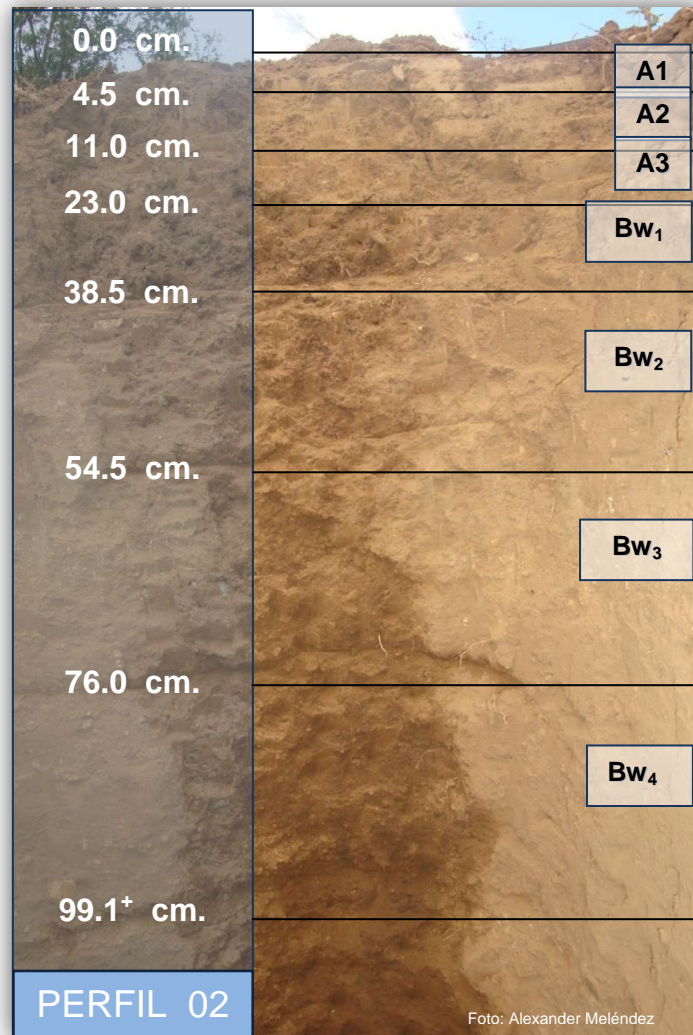 0.0 cm.
A1
4.5 cm.
A2
11.0 cm.
A3
23.0 cm.
Bw₁
38.5 cm.
Bw₂
54.5 cm.
Bw₃
76.0 cm.
Bw₄
99.1⁺ cm.
PERFIL 02
Foto: Alexander Meléndez